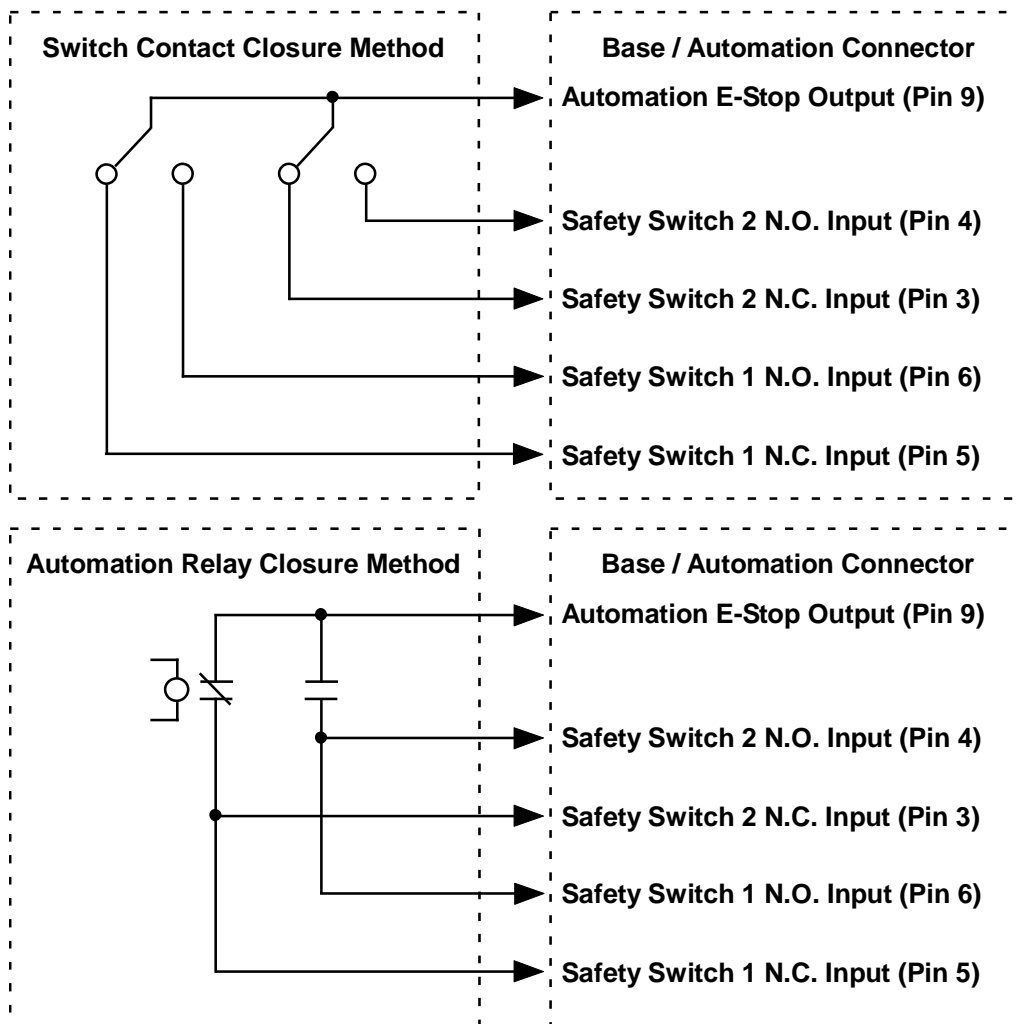 Switch Contact Closure Method
Base / Automation Connector
Automation E-Stop Output (Pin 9)
Safety Switch 2 N.O. Input (Pin 4)
Safety Switch 2 N.C. Input (Pin 3)
Safety Switch 1 N.O. Input (Pin 6)
Safety Switch 1 N.C. Input (Pin 5)
Automation Relay Closure Method
Base / Automation Connector
Automation E-Stop Output (Pin 9)
Safety Switch 2 N.O. Input (Pin 4)
Safety Switch 2 N.C. Input (Pin 3)
Safety Switch 1 N.O. Input (Pin 6)
Safety Switch 1 N.C. Input (Pin 5)